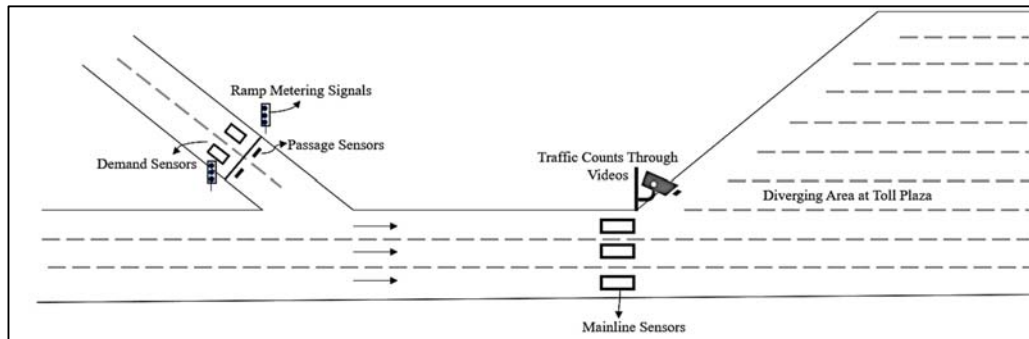 Ramp Metering Signals
Demand Sensors
Passage Sensors
Traffic Counts Through
Videos
Diverging Area at Toll Plaza
Mainline Sensors